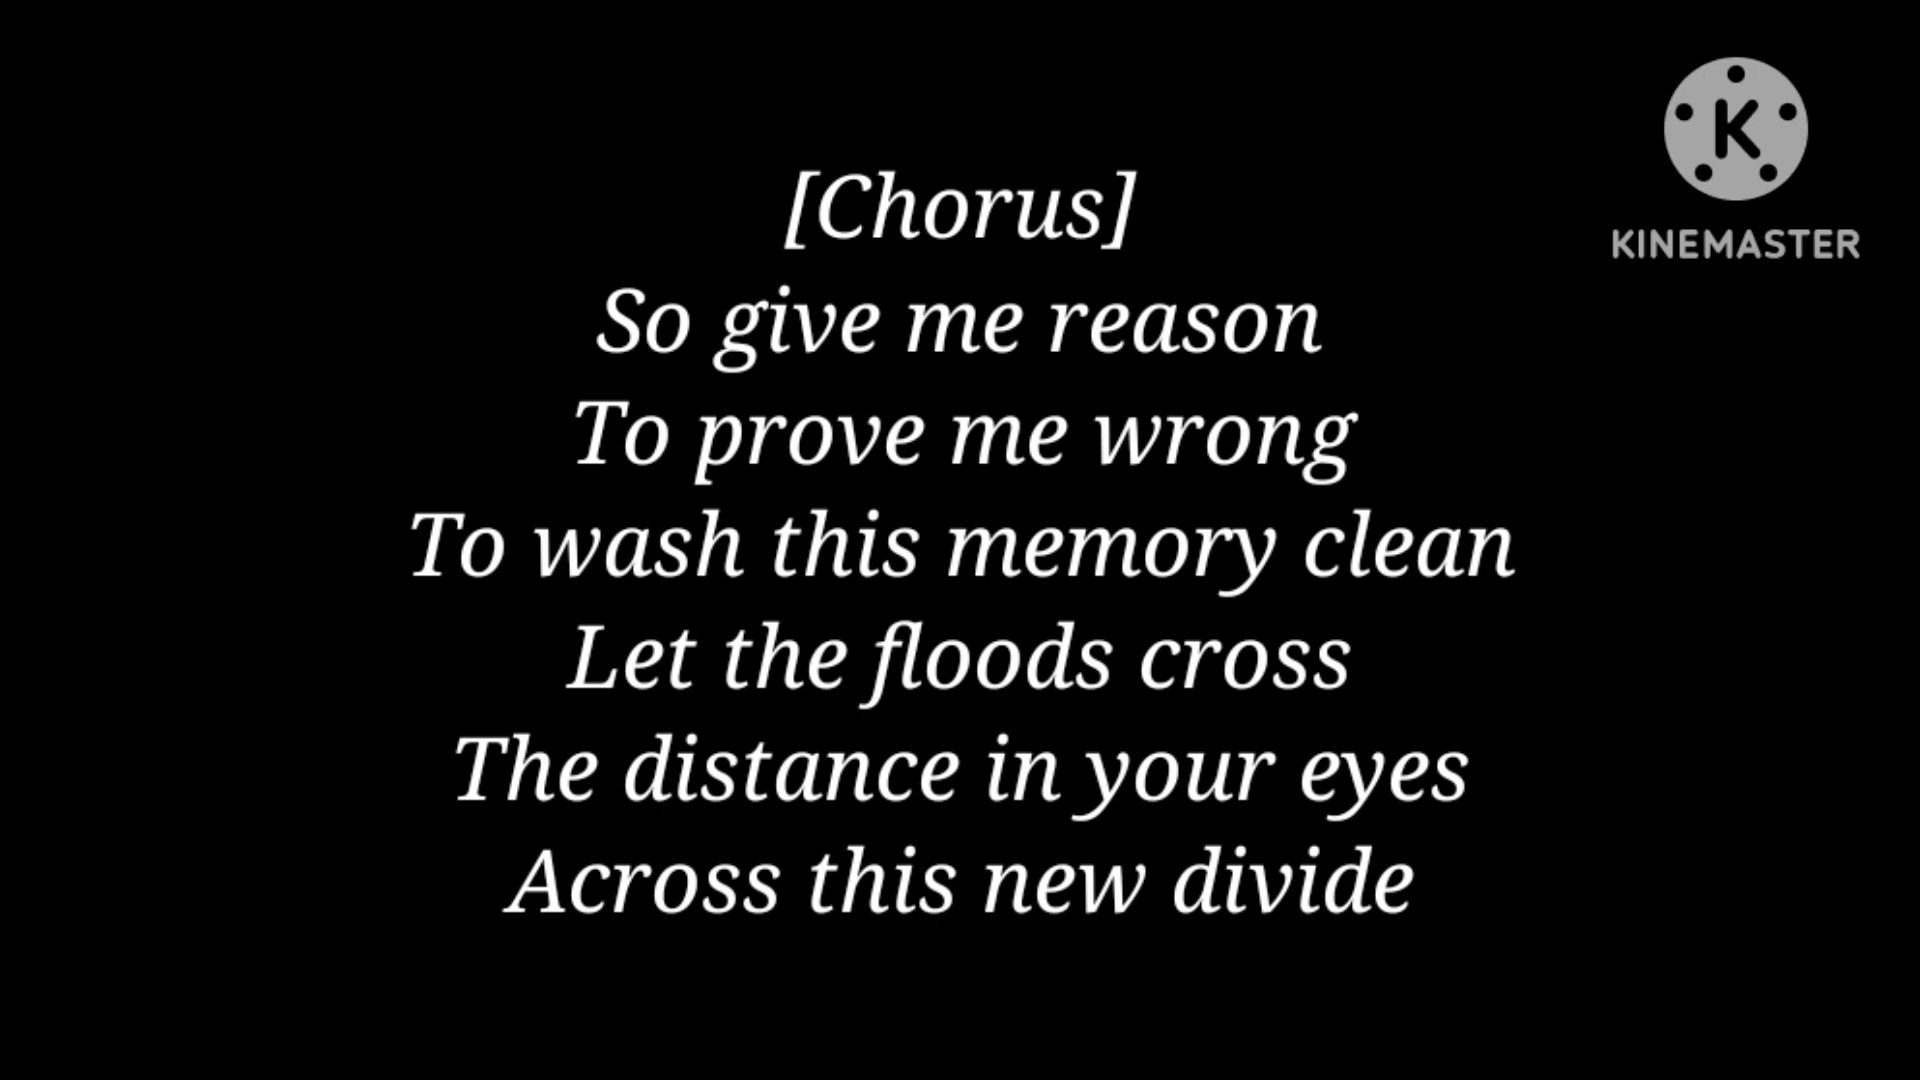 [Chorus]
So give me reason
To prove me wrong
To wash this memory clean
Let the floods cross
The distance in your eyes
Across this new divide
K
KINEMASTER